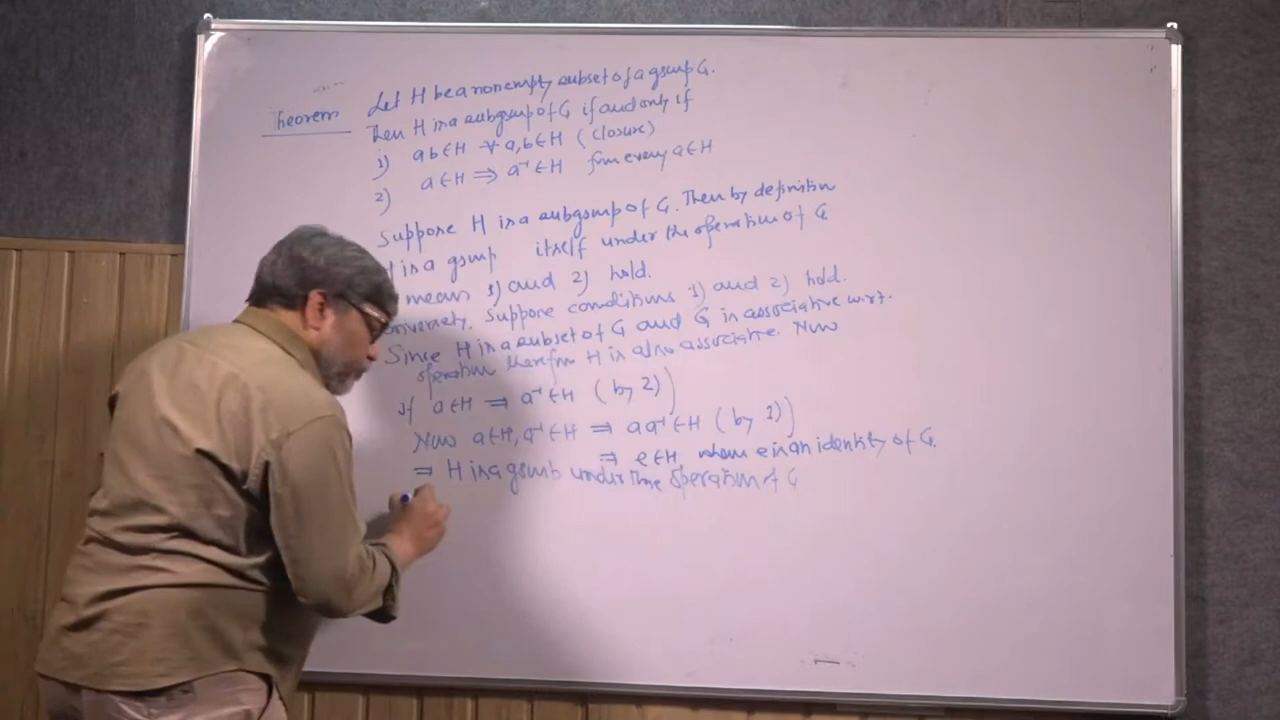 Theorem Let H be a nonempty subset of a group G.
Then H is a subgroup of G if and only if
1) ab∈H ∀ a,b∈H (closure)
2) a∈H ⇒ a⁻¹∈H for every a∈H
Suppose H is a subgroup of G. Then by definition
H is a group itself under the operation of G
means 1) and 2) hold.
conversely. Suppose conditions 1) and 2) hold.
Since H is a subset of G and G is associative w.r.t.
operation therefore H is also associative. Now
if a∈H ⇒ a⁻¹∈H (by 2)
Now a∈H, a⁻¹∈H ⇒ aa⁻¹∈H (by 1)
⇒ e∈H where e is an identity of G.
⇒ H is a group under the operation of G